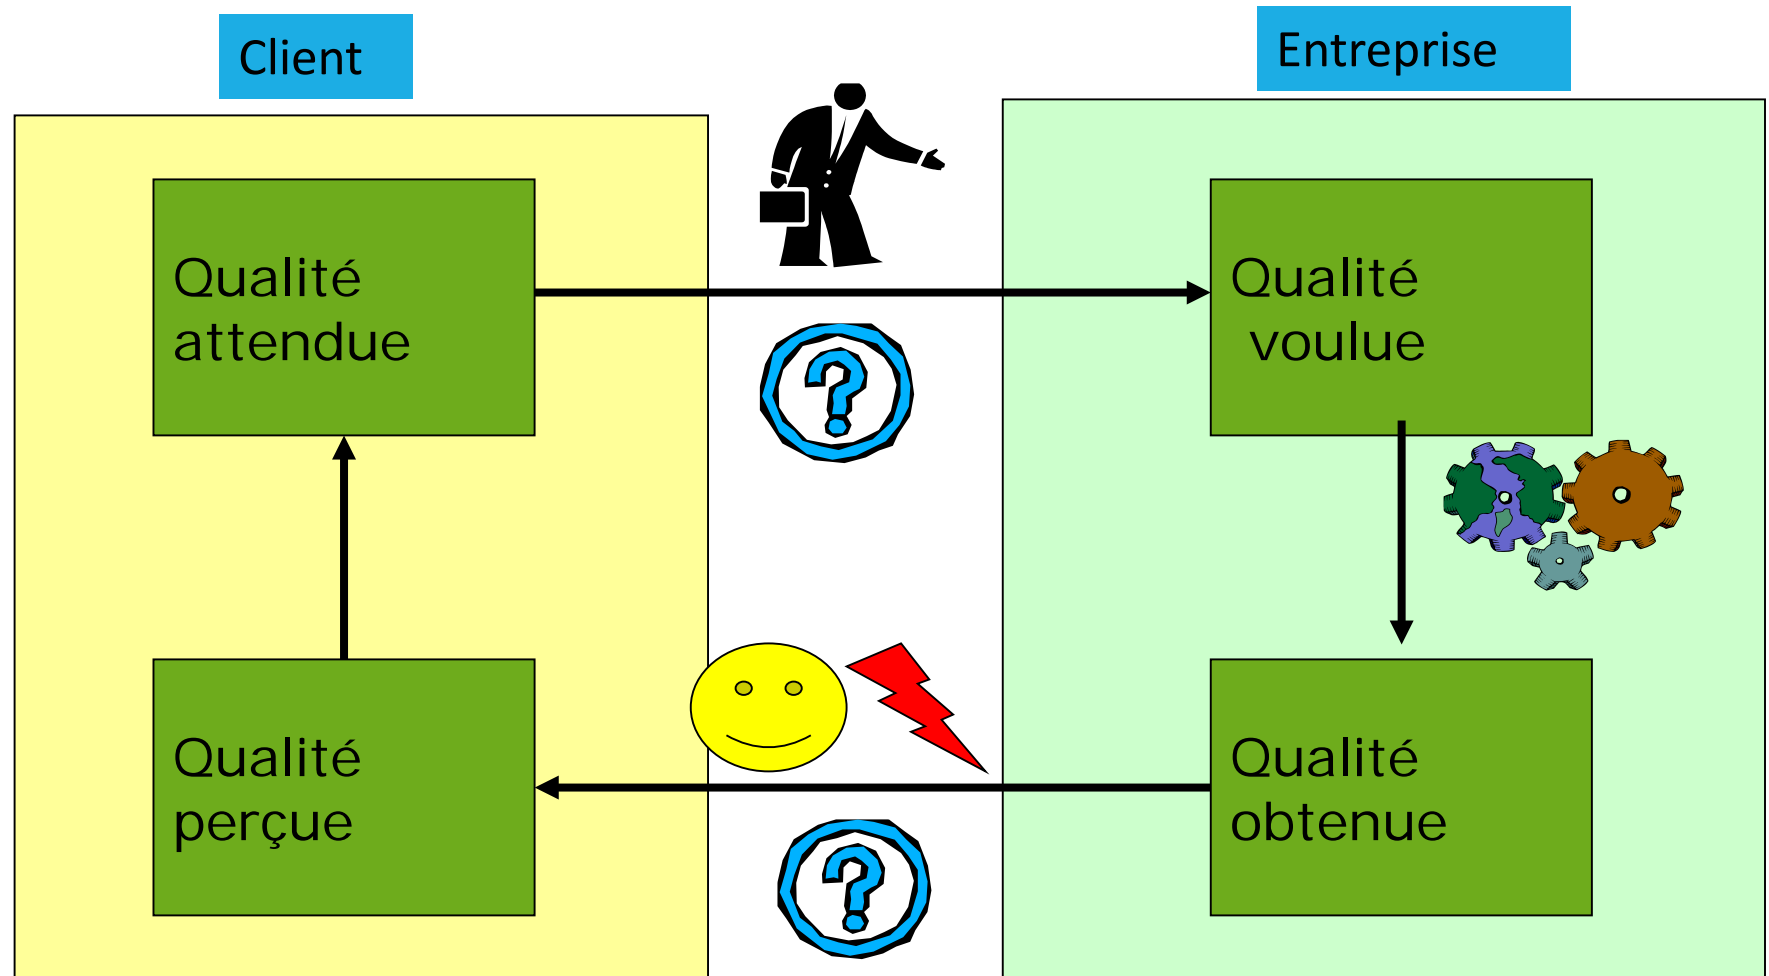 Client
Entreprise
Qualité
attendue
Qualité
voulue
Qualité
perçue
Qualité
obtenue